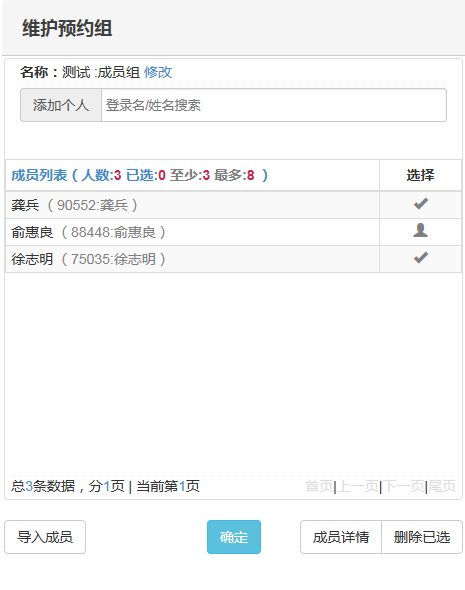 维护预约组
名称：测试 :成员组 修改
添加个人 登录名/姓名搜索
成员列表（人数:3 已选:0 至少:3 最多:8 ） 选择
龚兵（90552:龚兵）
俞惠良（88448:俞惠良）
徐志明（75035:徐志明）
总3条数据，分1页 | 当前第1页 首页|上一页|下一页|尾页
导入成员 确定 成员详情 删除已选